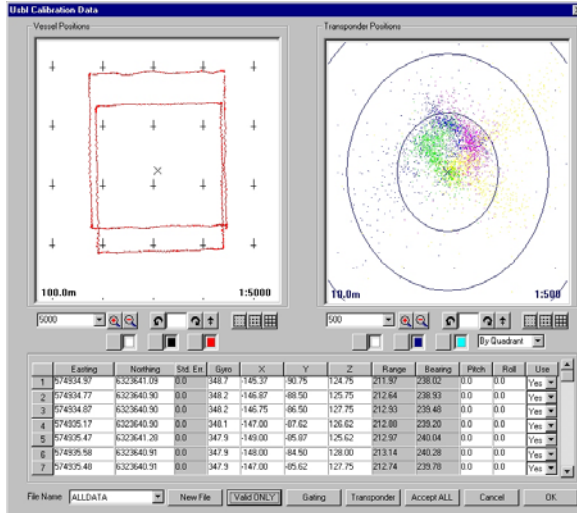 Usbl Calibration Data
Vessel Positions
Transponder Positions
100.0m
1:5000
10.0m
1:500
5000
500
By Quadrant
Easting Northing Std. Err. Gyro X Y Z Range Bearing Pitch Roll Use
1 574934.97 6323641.09 0.0 348.7 -145.37 -90.75 124.75 211.97 238.02 0.0 0.0 Yes
2 574934.77 6323640.90 0.0 348.2 -146.87 -88.50 125.75 212.64 238.93 0.0 0.0 Yes
3 574934.87 6323640.90 0.0 348.2 -146.75 -86.50 127.75 212.93 239.48 0.0 0.0 Yes
4 574935.17 6323640.90 0.0 348.1 -147.00 -87.62 126.62 212.88 239.20 0.0 0.0 Yes
5 574935.47 6323641.28 0.0 347.9 -149.00 -85.87 125.62 212.97 240.04 0.0 0.0 Yes
6 574935.58 6323640.91 0.0 347.9 -148.00 -84.50 128.00 213.14 240.28 0.0 0.0 Yes
7 574935.48 6323640.91 0.0 347.9 -147.00 -85.62 127.75 212.74 239.78 0.0 0.0 Yes
File Name ALLDATA New File Valid ONLY Gating Transponder Accept ALL Cancel OK